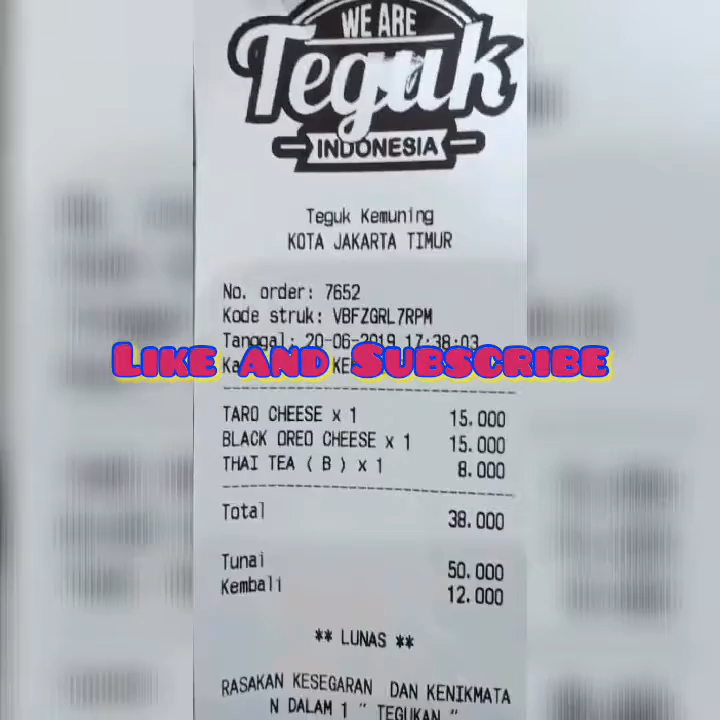 WE ARE
Teguk
INDONESIA
Teguk Kemuning
KOTA JAKARTA TIMUR
No. order: 7652
Kode struk: VBFZGRL7RPM
Tanggal: 20-06-2019 17:38:03
LIKE AND SUBSCRIBE
TARO CHEESE x 1 15.000
BLACK OREO CHEESE x 1 15.000
THAI TEA ( B ) x 1 8.000
Total 38.000
Tunai 50.000
Kembali 12.000
** LUNAS **
RASAKAN KESEGARAN DAN KENIKMATA
N DALAM 1 " TEGUKAN "